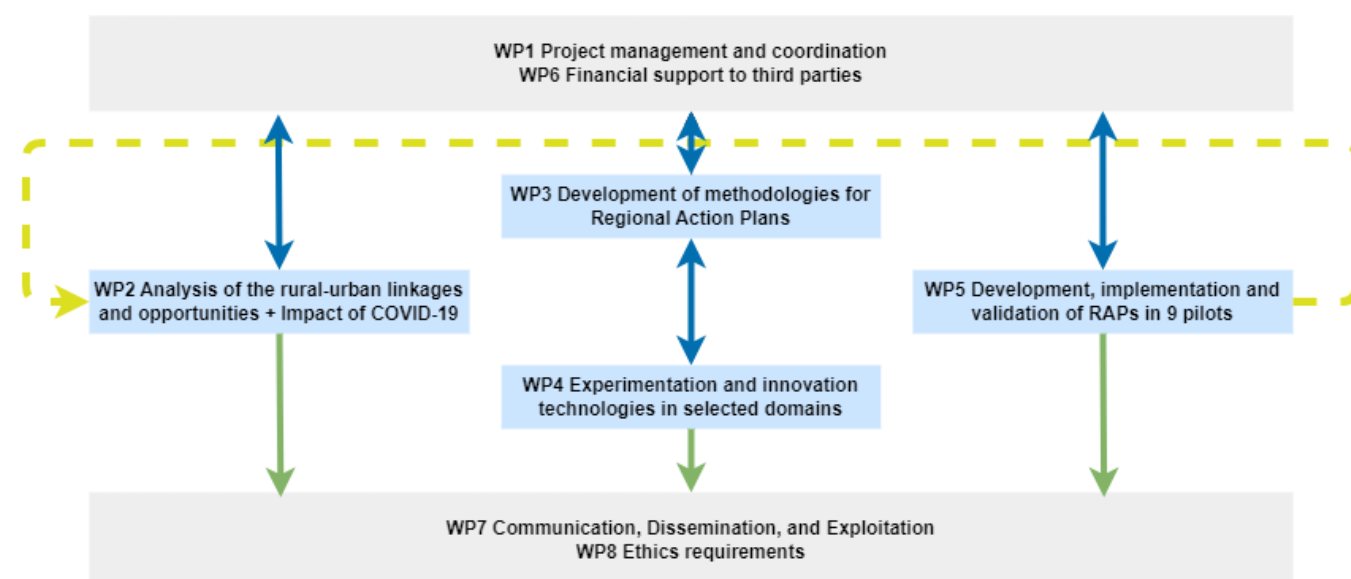 WP1 Project management and coordination
WP6 Financial support to third parties
WP3 Development of methodologies for
Regional Action Plans
WP2 Analysis of the rural-urban linkages
and opportunities + Impact of COVID-19
WP5 Development, implementation and
validation of RAPs in 9 pilots
WP4 Experimentation and innovation
technologies in selected domains
WP7 Communication, Dissemination, and Exploitation
WP8 Ethics requirements